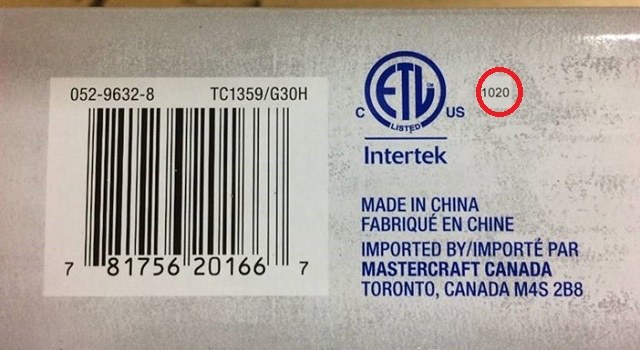 052-9632-8 TC1359/G30H
7 81756 20166 7
ETL™
C US
LISTED
1020
Intertek
MADE IN CHINA
FABRIQUÉ EN CHINE
IMPORTED BY/IMPORTÉ PAR
MASTERCRAFT CANADA
TORONTO, CANADA M4S 2B8